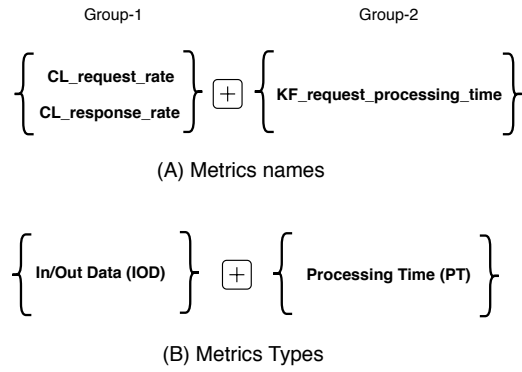 Group-1 Group-2
CL_request_rate
CL_response_rate
+
KF_request_processing_time
(A) Metrics names
In/Out Data (IOD) + Processing Time (PT)
(B) Metrics Types